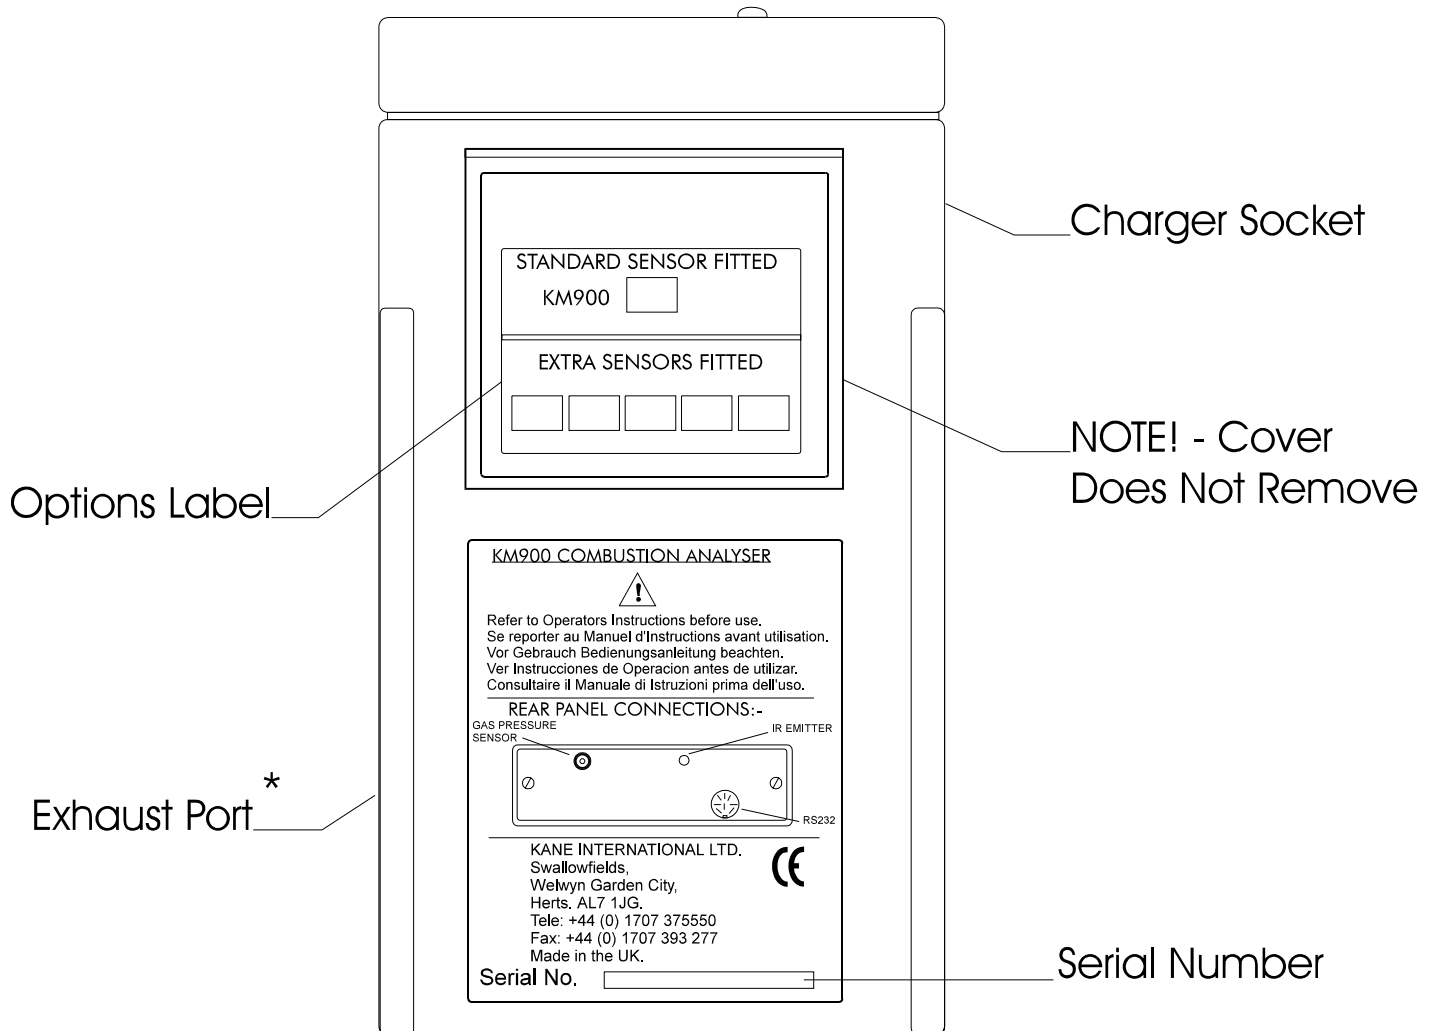 Charger Socket
STANDARD SENSOR FITTED
KM900
EXTRA SENSORS FITTED
NOTE! - Cover
Does Not Remove
Options Label
KM900 COMBUSTION ANALYSER
!
Refer to Operators Instructions before use.
Se reporter au Manuel d'Instructions avant utilisation.
Vor Gebrauch Bedienungsanleitung beachten.
Ver Instrucciones de Operacion antes de utilizar.
Consultaire il Manuale di Istruzioni prima dell'uso.
REAR PANEL CONNECTIONS:-
GAS PRESSURE
SENSOR
IR EMITTER
RS232
Exhaust Port *
KANE INTERNATIONAL LTD.
Swallowfields,
Welwyn Garden City,
Herts. AL7 1JG.
Tele: +44 (0) 1707 375550
Fax: +44 (0) 1707 393 277
Made in the UK.
CE
Serial No.
Serial Number